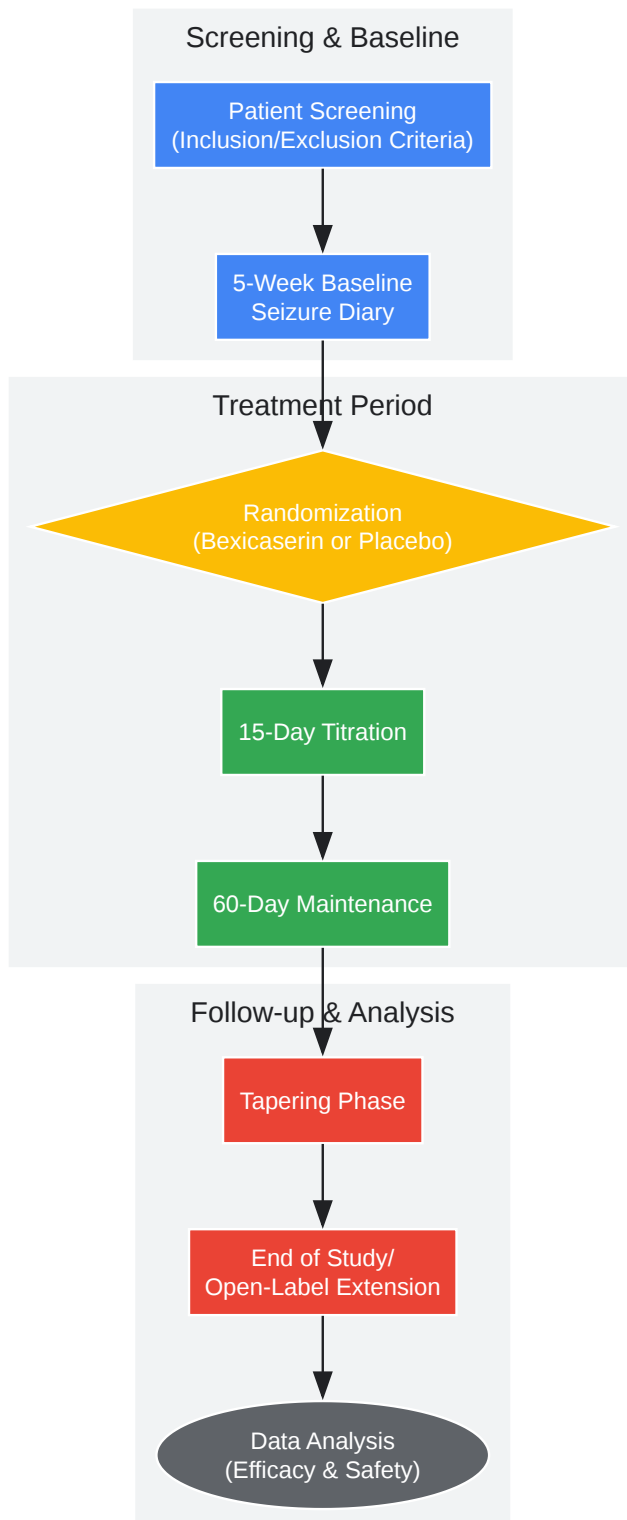 Screening & Baseline
Patient Screening
(Inclusion/Exclusion Criteria)
5-Week Baseline
Seizure Diary
Treatment Period
Randomization
(Bexicaserin or Placebo)
15-Day Titration
60-Day Maintenance
Follow-up & Analysis
Tapering Phase
End of Study/
Open-Label Extension
Data Analysis
(Efficacy & Safety)